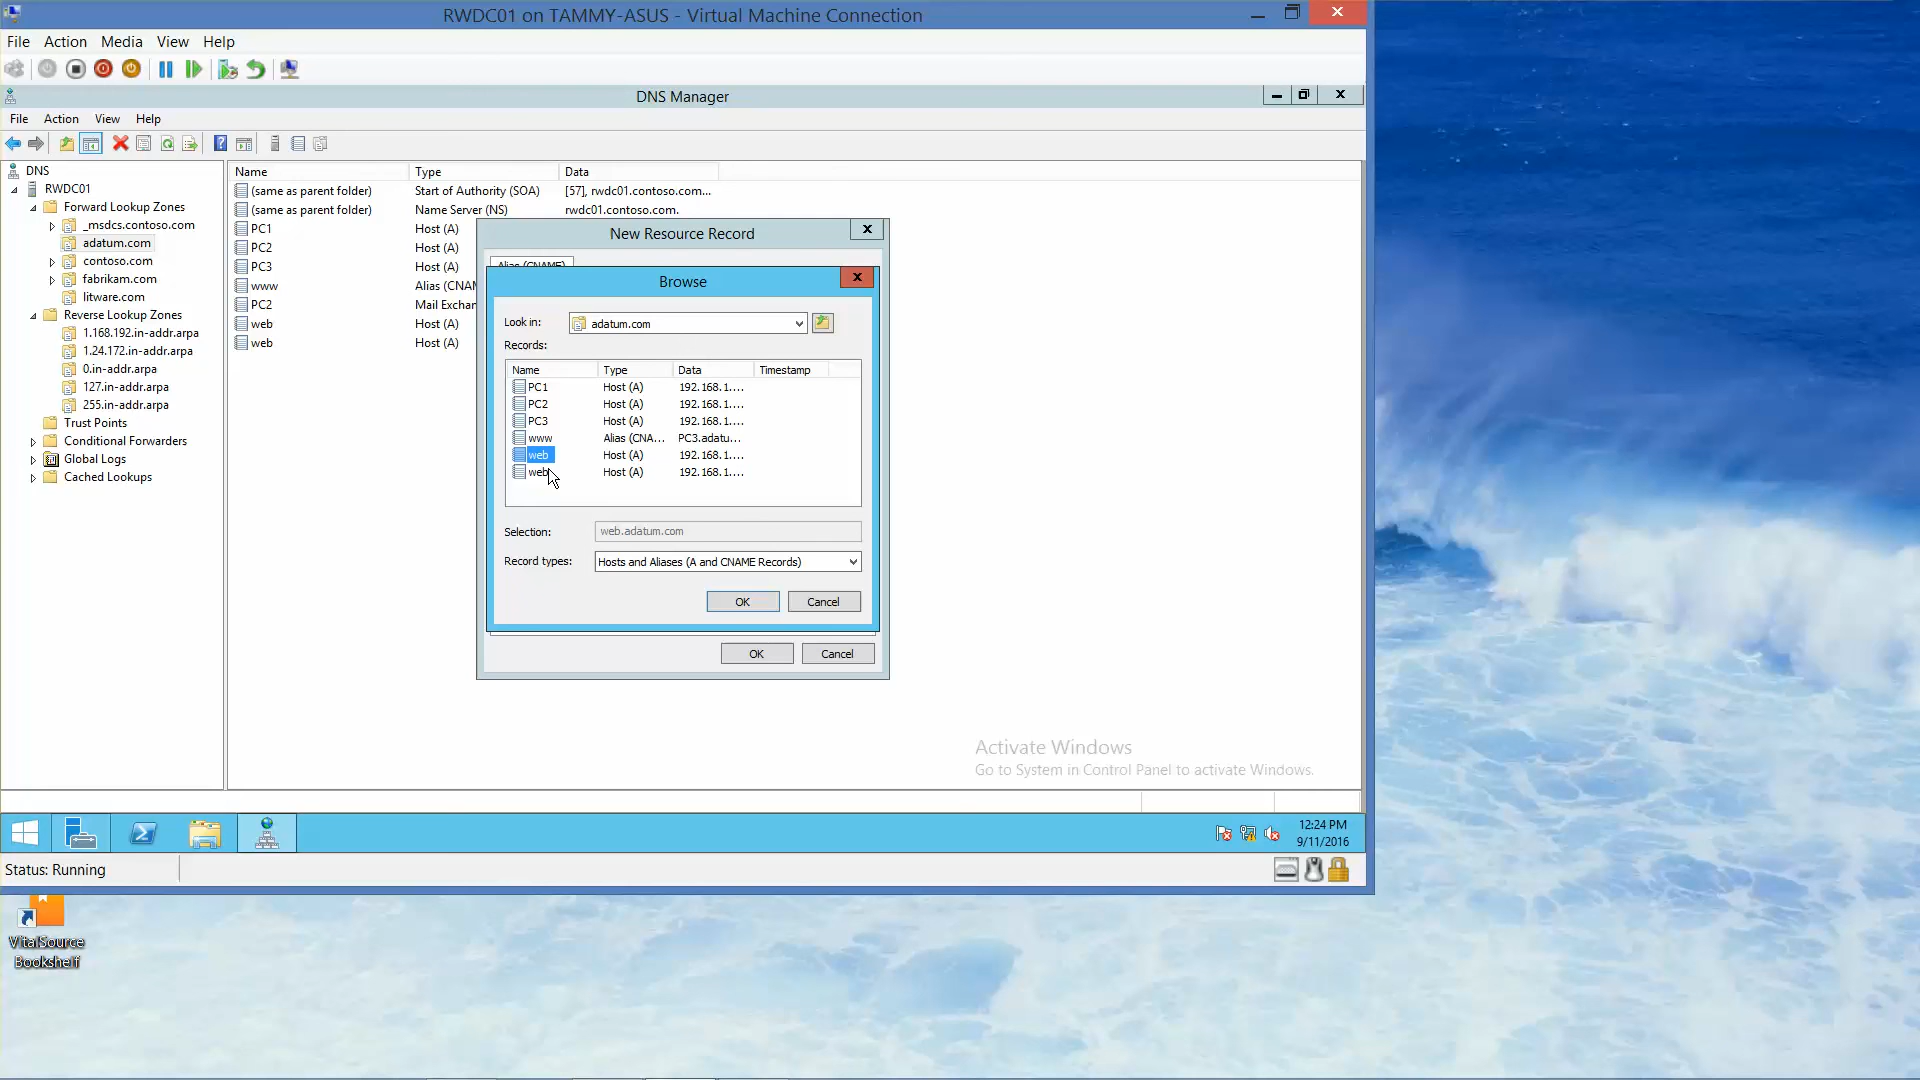 RWDC01 on TAMMY-ASUS - Virtual Machine Connection
File Action Media View Help
DNS Manager
File Action View Help
DNS
RWDC01
Forward Lookup Zones
_msdcs.contoso.com
adatum.com
contoso.com
fabrikam.com
litware.com
Reverse Lookup Zones
1.168.192.in-addr.arpa
1.24.172.in-addr.arpa
0.in-addr.arpa
127.in-addr.arpa
255.in-addr.arpa
Trust Points
Conditional Forwarders
Global Logs
Cached Lookups
Name Type Data
(same as parent folder) Start of Authority (SOA) [57], rwdc01.contoso.com...
(same as parent folder) Name Server (NS) rwdc01.contoso.com.
PC1 Host (A)
PC2 Host (A)
PC3 Host (A)
www Alias (CNA
PC2 Mail Exchan
web Host (A)
web Host (A)
New Resource Record
Alias (CNAME)
Browse
Look in: adatum.com
Records:
Name Type Data Timestamp
PC1 Host (A) 192.168.1....
PC2 Host (A) 192.168.1....
PC3 Host (A) 192.168.1....
www Alias (CNA... PC3.adatu...
web Host (A) 192.168.1....
web Host (A) 192.168.1....
Selection: web.adatum.com
Record types: Hosts and Aliases (A and CNAME Records)
OK Cancel
OK Cancel
Activate Windows
Go to System in Control Panel to activate Windows.
12:24 PM
9/11/2016
Status: Running
VitalSource
Bookshelf